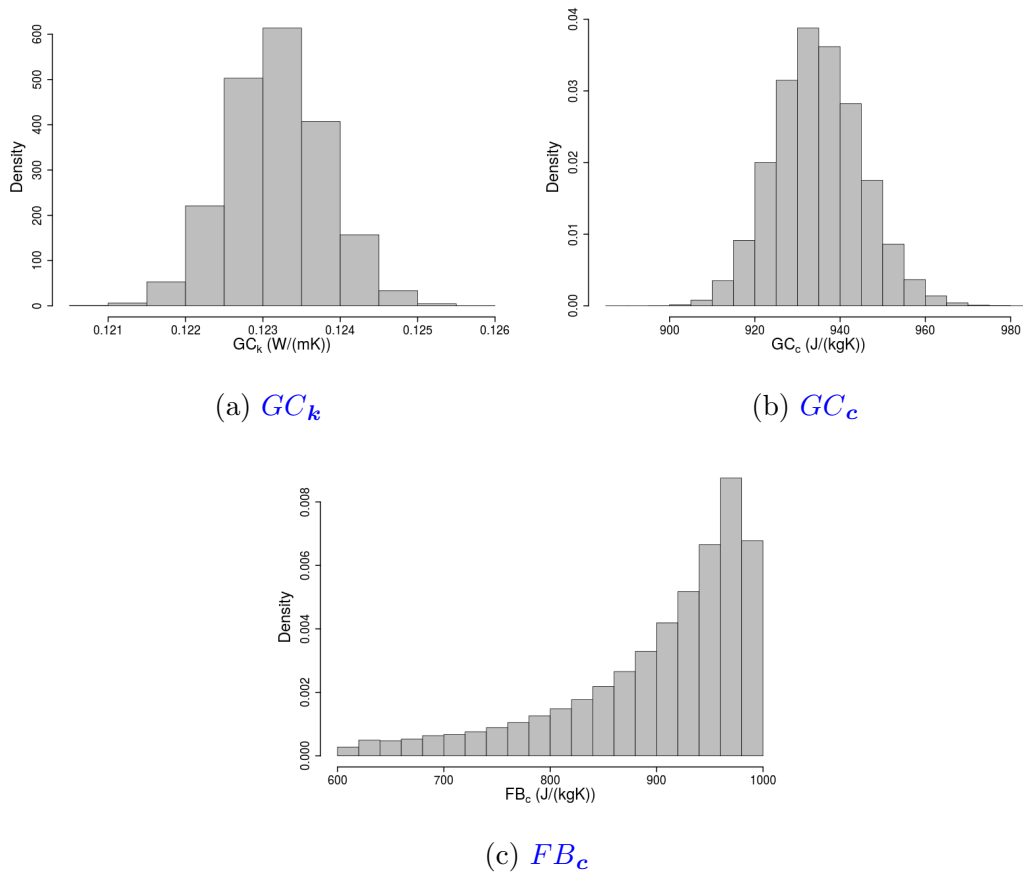 Density
600
500
400
300
200
100
0
0.121 0.122 0.123 0.124 0.125 0.126
GCk (W/(mK))
(a) GCk
Density
0.04
0.03
0.02
0.01
0.00
900 920 940 960 980
GCc (J/(kgK))
(b) GCc
Density
0.008
0.006
0.004
0.002
0.000
600 700 800 900 1000
FBc (J/(kgK))
(c) FBc